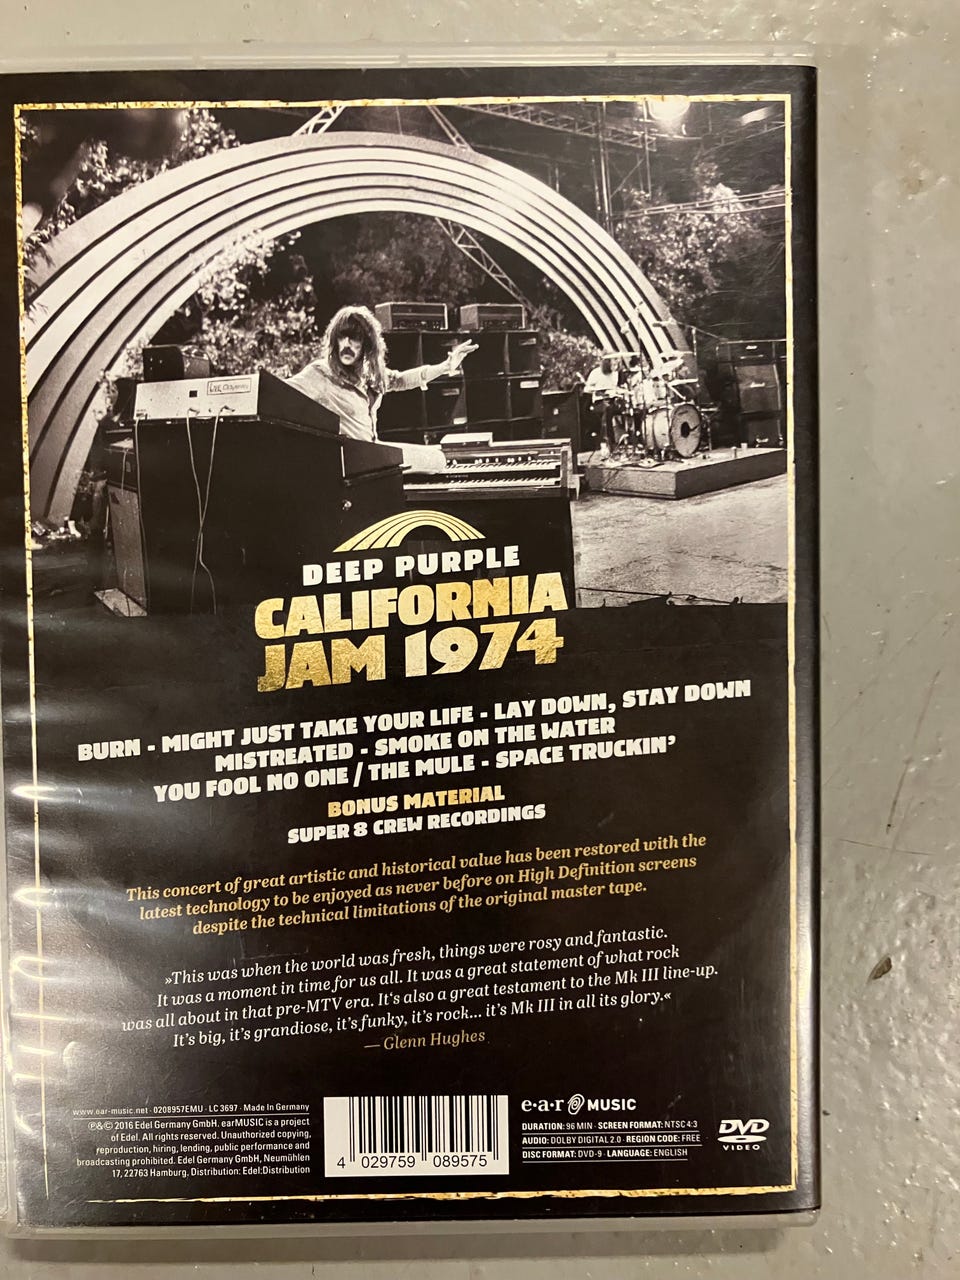 DEEP PURPLE
CALIFORNIA
JAM 1974
BURN - MIGHT JUST TAKE YOUR LIFE - LAY DOWN, STAY DOWN
MISTREATED - SMOKE ON THE WATER
YOU FOOL NO ONE / THE MULE - SPACE TRUCKIN'
BONUS MATERIAL
SUPER 8 CREW RECORDINGS
This concert of great artistic and historical value has been restored with the
latest technology to be enjoyed as never before on High Definition screens
despite the technical limitations of the original master tape.
»This was when the world was fresh, things were rosy and fantastic.
It was a moment in time for us all. It was a great statement of what rock
was all about in that pre-MTV era. It's also a great testament to the Mk III line-up.
It's big, it's grandiose, it's funky, it's rock... it's Mk III in all its glory.«
— Glenn Hughes
www.ear-music.net · 0208957EMU · LC 3697 · Made In Germany
℗&© 2016 Edel Germany GmbH. earMUSIC is a project
of Edel. All rights reserved. Unauthorized copying,
reproduction, hiring, lending, public performance and
broadcasting prohibited. Edel Germany GmbH, Neumühlen
17, 22763 Hamburg. Distribution: Edel:Distribution
4 029759 089575
e·a·r MUSIC
DURATION: 96 MIN · SCREEN FORMAT: NTSC 4:3
AUDIO: DOLBY DIGITAL 2.0 · REGION CODE: FREE
DISC FORMAT: DVD-9 · LANGUAGE: ENGLISH
DVD
VIDEO